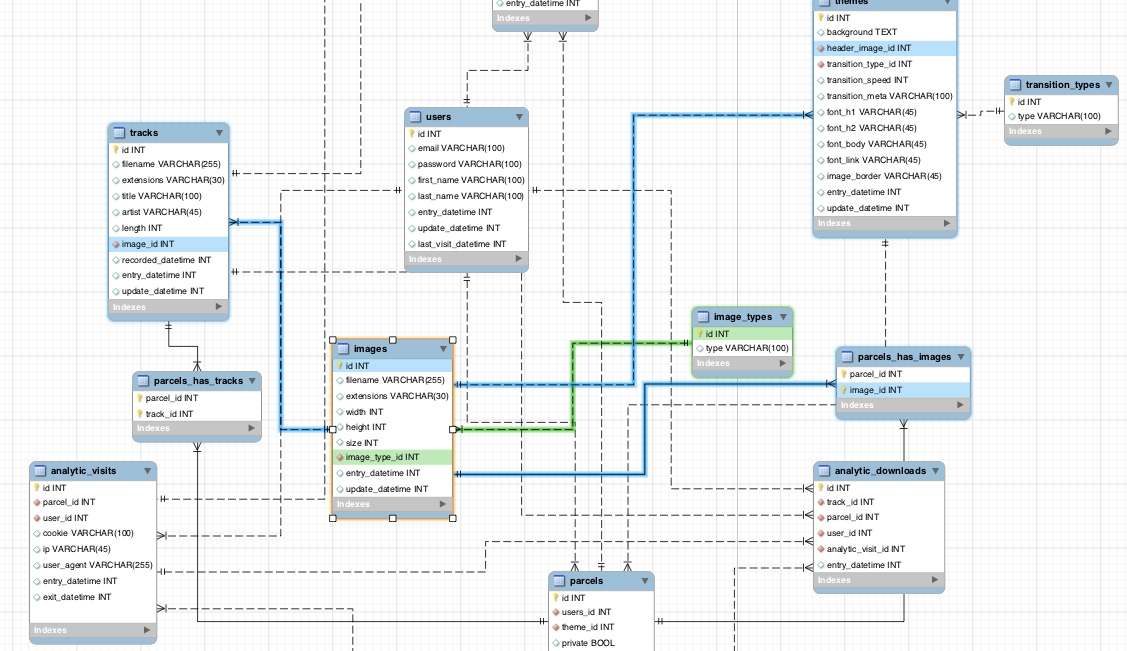 entry_datetime INT
Indexes
themes
id INT
background TEXT
header_image_id INT
transition_type_id INT
transition_speed INT
transition_meta VARCHAR(100)
font_h1 VARCHAR(45)
font_h2 VARCHAR(45)
font_body VARCHAR(45)
font_link VARCHAR(45)
image_border VARCHAR(45)
entry_datetime INT
update_datetime INT
Indexes
transition_types
id INT
type VARCHAR(100)
Indexes
users
id INT
email VARCHAR(100)
password VARCHAR(100)
first_name VARCHAR(100)
last_name VARCHAR(100)
entry_datetime INT
update_datetime INT
last_visit_datetime INT
Indexes
tracks
id INT
filename VARCHAR(255)
extensions VARCHAR(30)
title VARCHAR(100)
artist VARCHAR(45)
length INT
image_id INT
recorded_datetime INT
entry_datetime INT
update_datetime INT
Indexes
image_types
id INT
type VARCHAR(100)
Indexes
images
id INT
filename VARCHAR(255)
extensions VARCHAR(30)
width INT
height INT
size INT
image_type_id INT
entry_datetime INT
update_datetime INT
Indexes
parcels_has_images
parcel_id INT
image_id INT
Indexes
parcels_has_tracks
parcel_id INT
track_id INT
Indexes
analytic_visits
id INT
parcel_id INT
user_id INT
cookie VARCHAR(100)
ip VARCHAR(45)
user_agent VARCHAR(255)
entry_datetime INT
exit_datetime INT
Indexes
analytic_downloads
id INT
track_id INT
parcel_id INT
user_id INT
analytic_visit_id INT
entry_datetime INT
Indexes
parcels
id INT
users_id INT
theme_id INT
private BOOL